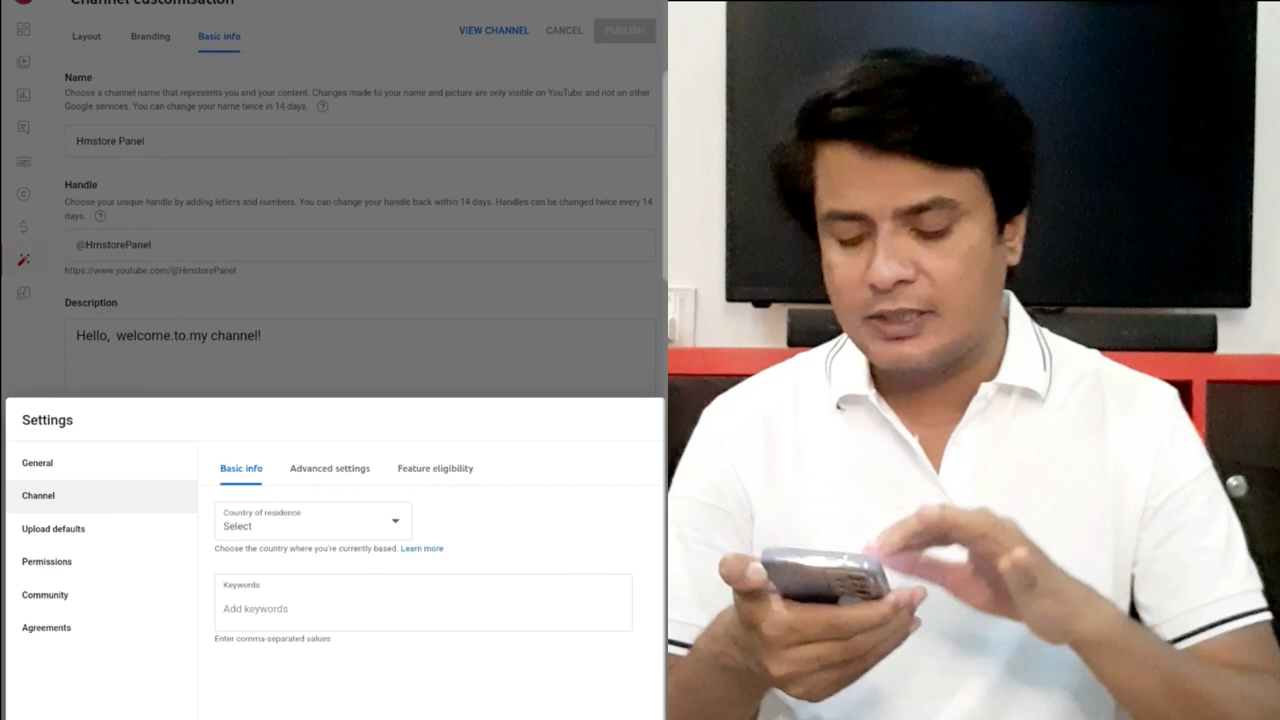 Channel customisation
Layout
Branding
Basic info
VIEW CHANNEL
CANCEL
PUBLISH
Name
Choose a channel name that represents you and your content. Changes made to your name and picture are only visible on YouTube and not on other
Google services. You can change your name twice in 14 days.
Hmstore Panel
Handle
Choose your unique handle by adding letters and numbers. You can change your handle back within 14 days. Handles can be changed twice every 14
days.
@HmstorePanel
https://www.youtube.com/@HmstorePanel
Description
Hello,  welcome.to.my channel!
Settings
General
Channel
Upload defaults
Permissions
Community
Agreements
Basic info
Advanced settings
Feature eligibility
Country of residence
Select
Choose the country where you're currently based. Learn more
Keywords
Add keywords
Enter comma-separated values